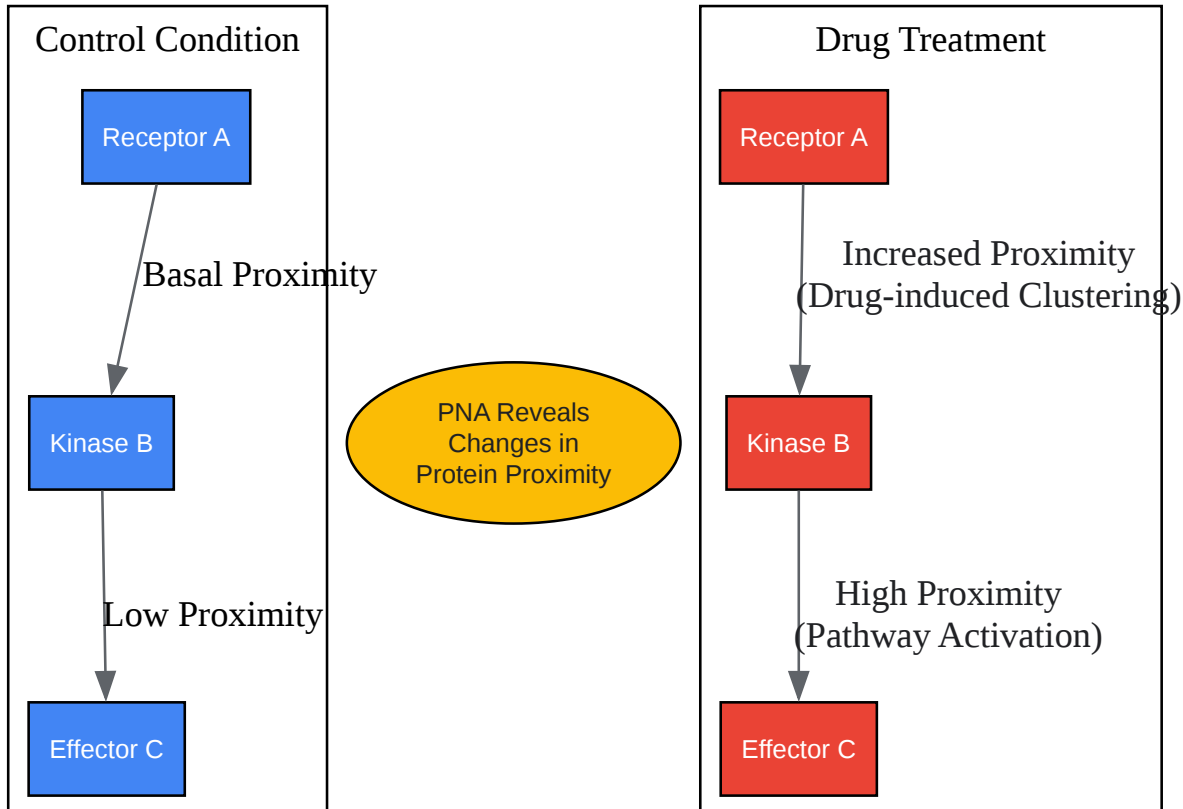 Control Condition
Receptor A
Basal Proximity
Kinase B
Low Proximity
Effector C
PNA Reveals
Changes in
Protein Proximity
Drug Treatment
Receptor A
Increased Proximity
(Drug-induced Clustering)
Kinase B
High Proximity
(Pathway Activation)
Effector C